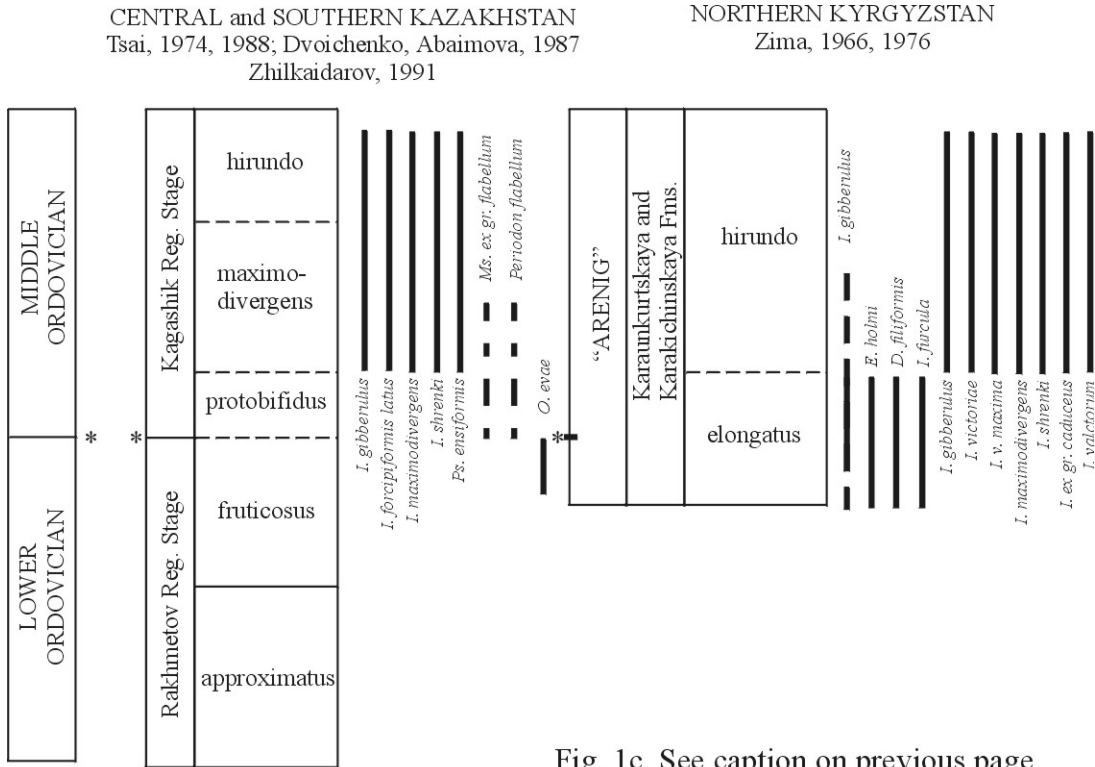 CENTRAL and SOUTHERN KAZAKHSTAN
Tsai, 1974, 1988; Dvoichenko, Abaimova, 1987
Zhilkaidarov, 1991
MIDDLE
ORDOVICIAN
LOWER
ORDOVICIAN
*
*
Kagashik Reg. Stage
Rakhmetov Reg. Stage
hirundo
maximo-
divergens
protobifidus
fruticosus
approximatus
I. gibberulus
I. forcipiformis latus
I. maximodivergens
I. shrenki
Ps. ensiformis
Ms. ex gr. flabellum
Periodon flabellum
O. evae
NORTHERN KYRGYZSTAN
Zima, 1966, 1976
*
“ARENIG”
Karaunkurtskaya and
Karakichinskaya Fms.
hirundo
elongatus
I. gibberulus
E. holmi
D. filiformis
I. furcula
I. gibberulus
I. victoriae
I. v. maxima
I. maximodivergens
I. shrenki
I. ex gr. caduceus
I. valctorum
Fig. 1c. See caption on previous page